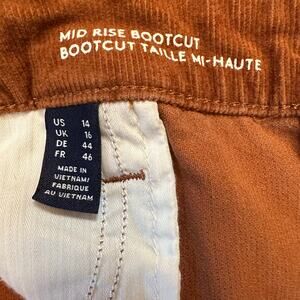 MID RISE BOOTCUT
BOOTCUT TAILLE MI-HAUTE
US 14
UK 16
DE 44
FR 46
MADE IN
VIETNAM/
FABRIQUÉ
AU VIETNAM